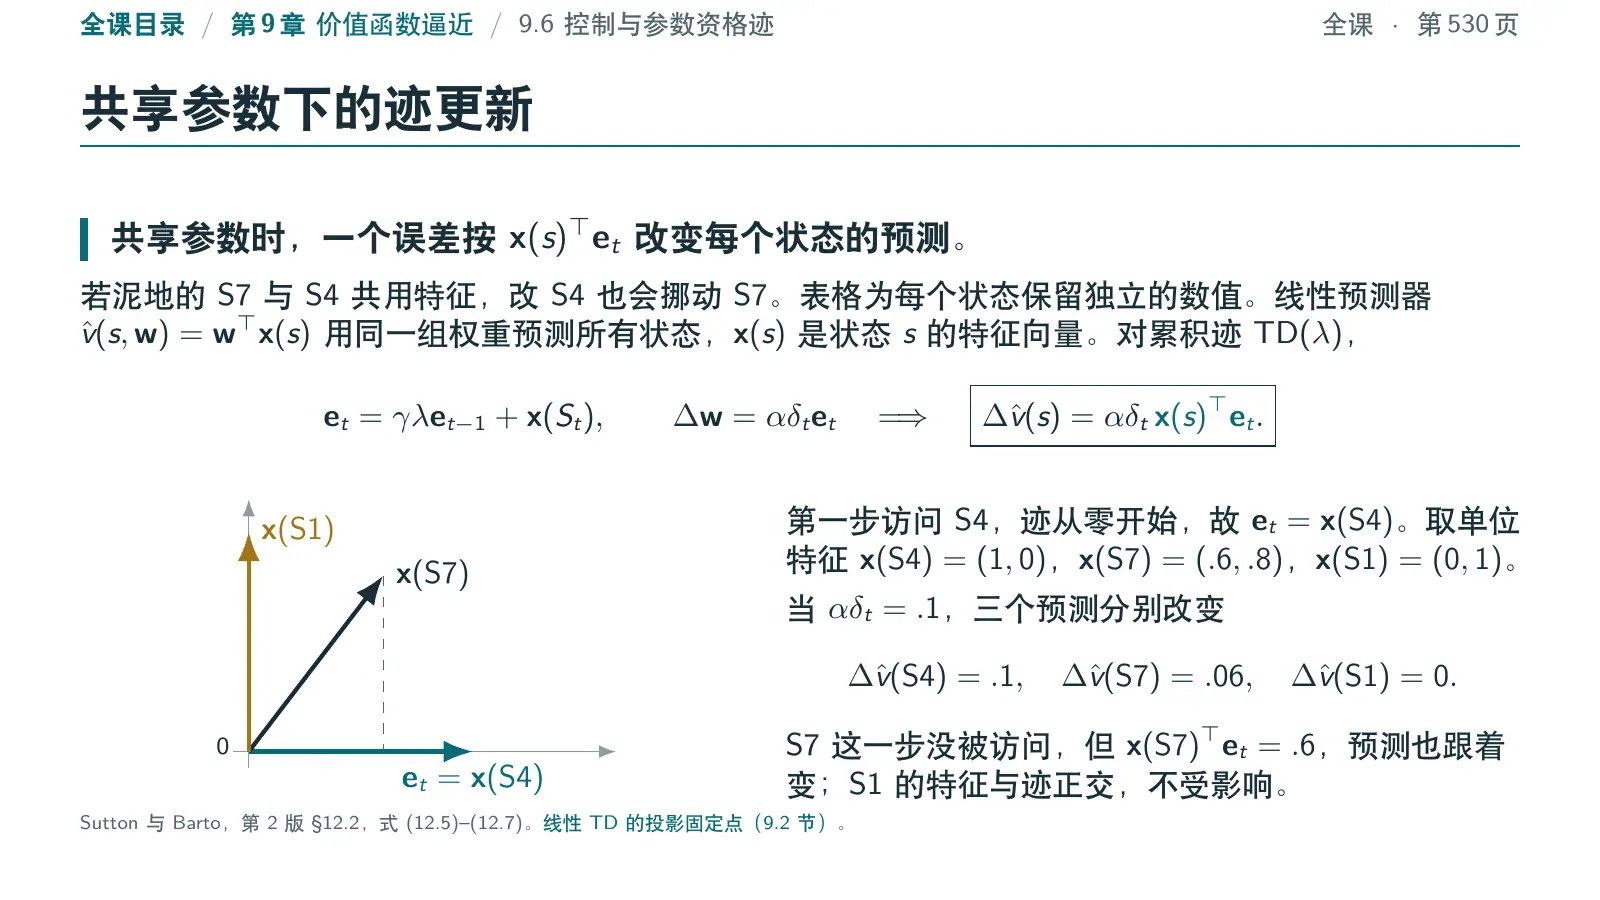 全课目录 / 第 9 章 价值函数逼近 / 9.6 控制与参数资格迹
全课 · 第 530 页
共享参数下的迹更新
共享参数时，一个误差按 x(s)⊤eₜ 改变每个状态的预测。
若泥地的 S7 与 S4 共用特征，改 S4 也会挪动 S7。表格为每个状态保留独立的数值。线性预测器
v̂(s, w) = w⊤x(s) 用同一组权重预测所有状态，x(s) 是状态 s 的特征向量。对累积迹 TD(λ)，
eₜ = γλeₜ₋₁ + x(Sₜ), Δw = αδₜeₜ ⟹ Δv̂(s) = αδₜ x(s)⊤eₜ.
x(S1)
x(S7)
0
eₜ = x(S4)
第一步访问 S4，迹从零开始，故 eₜ = x(S4)。取单位
特征 x(S4) = (1, 0)，x(S7) = (.6, .8)，x(S1) = (0, 1)。
当 αδₜ = .1，三个预测分别改变
Δv̂(S4) = .1, Δv̂(S7) = .06, Δv̂(S1) = 0.
S7 这一步没被访问，但 x(S7)⊤eₜ = .6，预测也跟着
变；S1 的特征与迹正交，不受影响。
Sutton 与 Barto，第 2 版 §12.2，式 (12.5)–(12.7)。线性 TD 的投影固定点（9.2 节）。